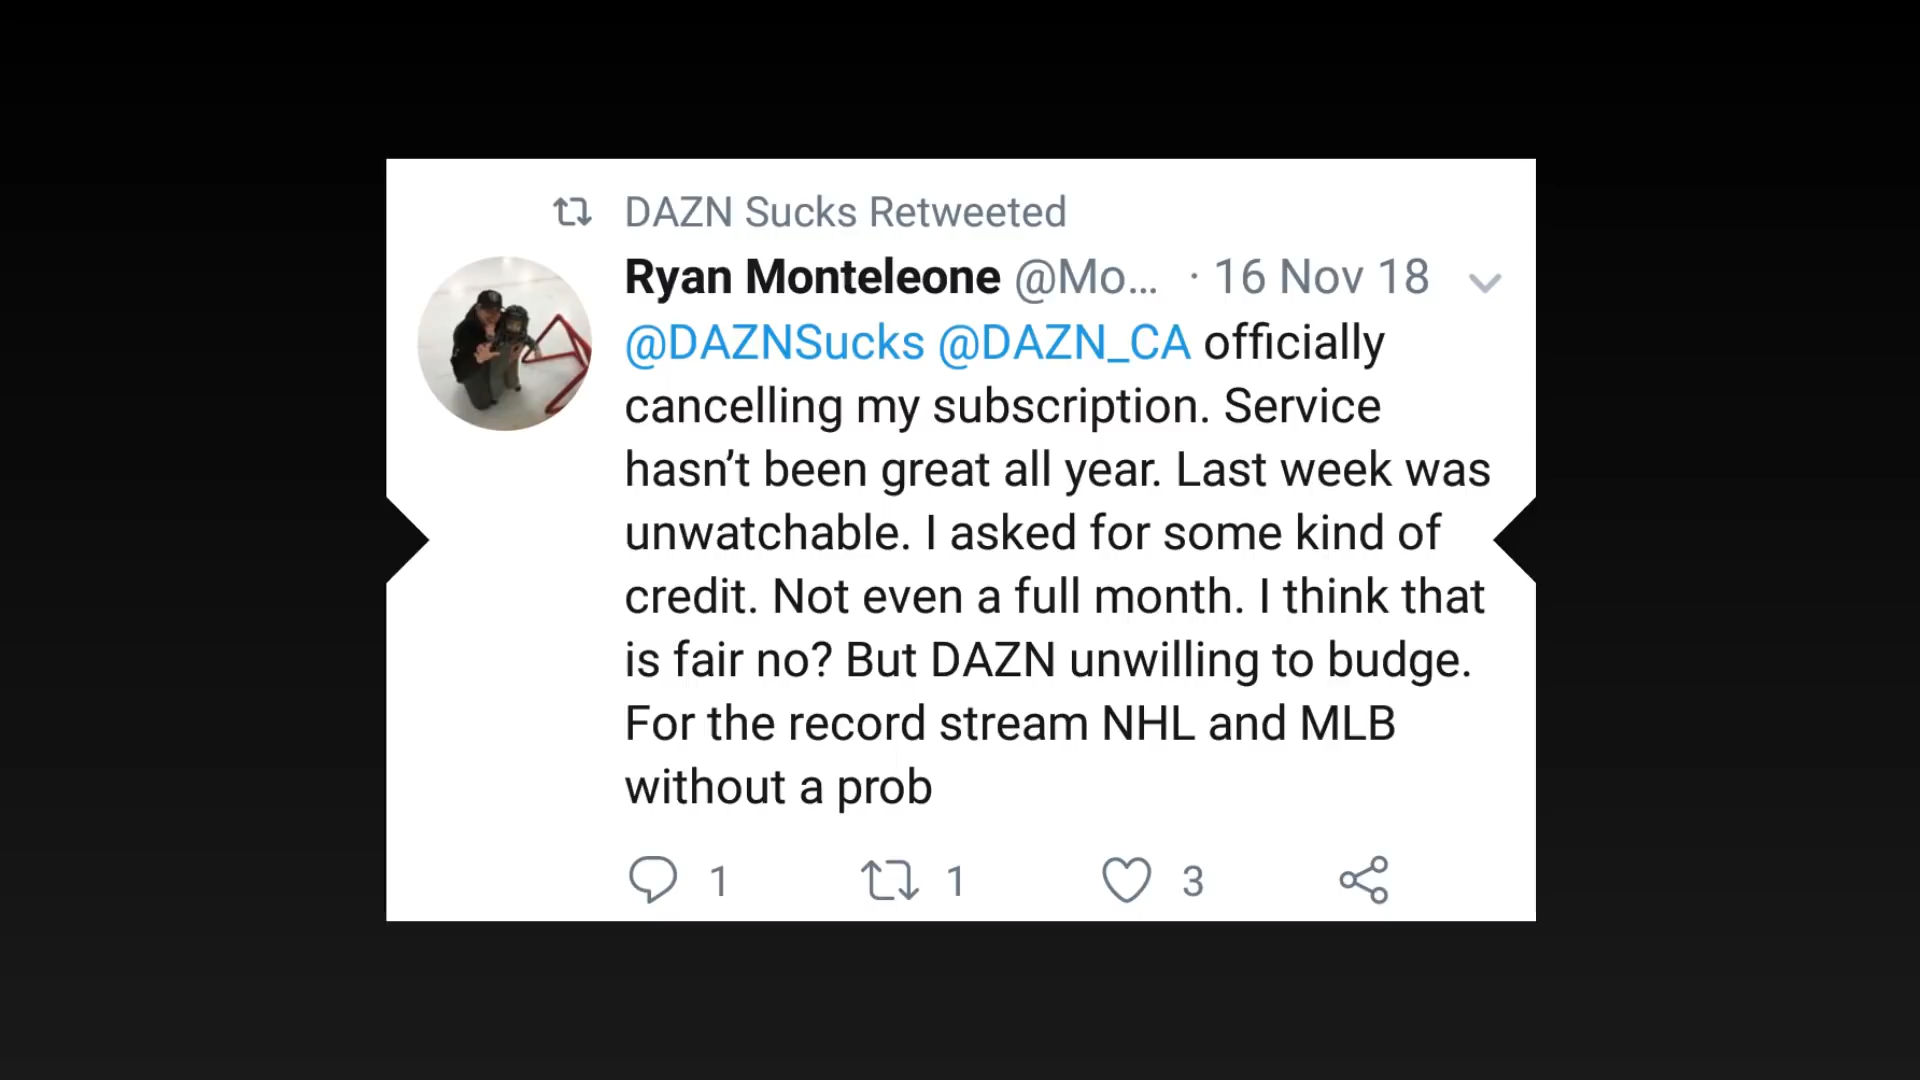 DAZN Sucks Retweeted
Ryan Monteleone @Mo... · 16 Nov 18
@DAZNSucks @DAZN_CA officially
cancelling my subscription. Service
hasn’t been great all year. Last week was
unwatchable. I asked for some kind of
credit. Not even a full month. I think that
is fair no? But DAZN unwilling to budge.
For the record stream NHL and MLB
without a prob
1 1 3